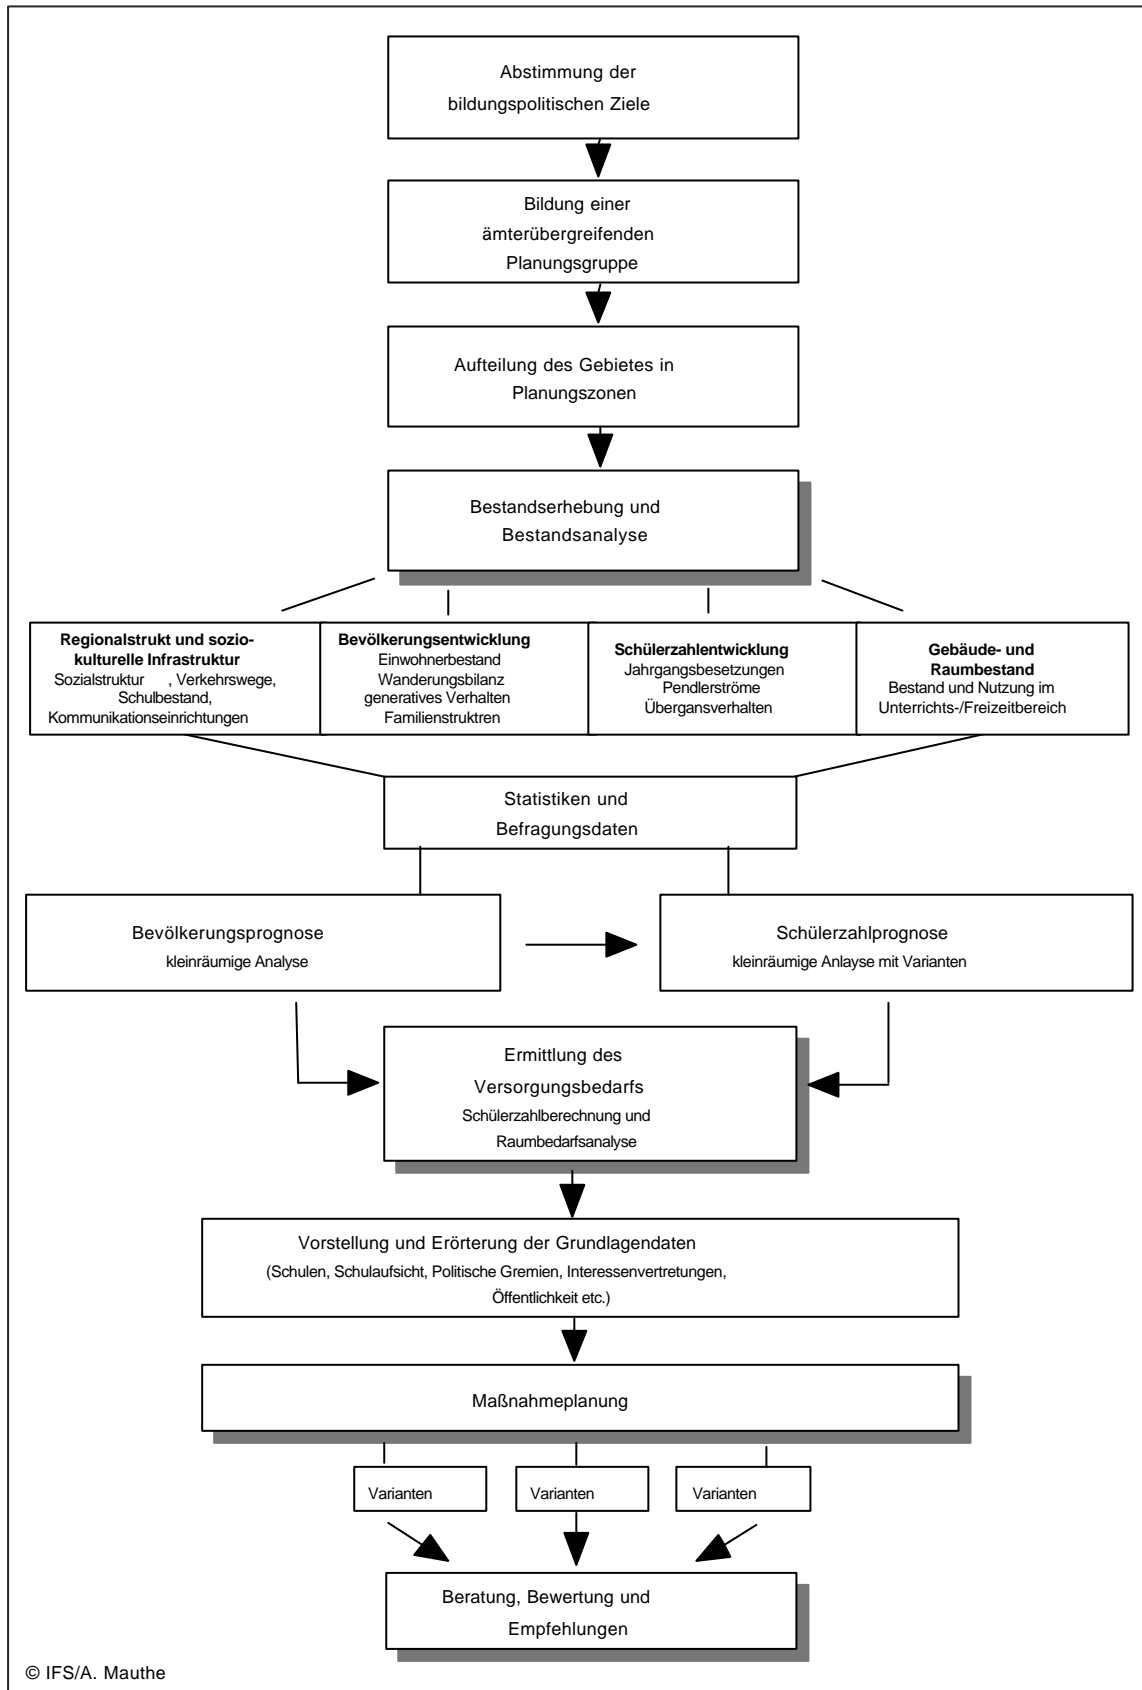 Abstimmung der
bildungspolitischen Ziele
Bildung einer
ämterübergreifenden
Planungsgruppe
Aufteilung des Gebietes in
Planungszonen
Bestandserhebung und
Bestandsanalyse
Regionalstrukt und sozio-
kulturelle Infrastruktur
Sozialstruktur , Verkehrswege,
Schulbestand,
Kommunikationseinrichtungen
Bevölkerungsentwicklung
Einwohnerbestand
Wanderungsbilanz
generatives Verhalten
Familienstruktren
Schülerzahlentwicklung
Jahrgangsbesetzungen
Pendlerströme
Übergansverhalten
Gebäude- und
Raumbestand
Bestand und Nutzung im
Unterrichts-/Freizeitbereich
Statistiken und
Befragungsdaten
Bevölkerungsprognose
kleinräumige Analyse
Schülerzahlprognose
kleinräumige Anlayse mit Varianten
Ermittlung des
Versorgungsbedarfs
Schülerzahlberechnung und
Raumbedarfsanalyse
Vorstellung und Erörterung der Grundlagendaten
(Schulen, Schulaufsicht, Politische Gremien, Interessenvertretungen,
Öffentlichkeit etc.)
Maßnahmeplanung
Varianten
Varianten
Varianten
Beratung, Bewertung und
Empfehlungen
© IFS/A. Mauthe